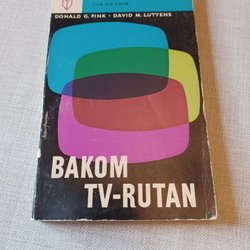 DONALD G. FINK · DAVID M. LUTYENS
BAKOM
TV-RUTAN